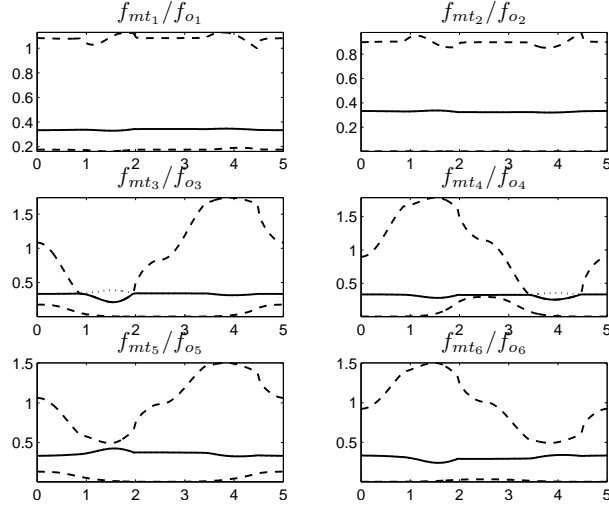 f_{mt_1}/f_{o_1} f_{mt_2}/f_{o_2}
1 0.8
0.8 0.6
0.6 0.4
0.4 0.2
0.2
0 1 2 3 4 5 0 1 2 3 4 5
f_{mt_3}/f_{o_3} f_{mt_4}/f_{o_4}
1.5 1.5
1 1
0.5 0.5
0 1 2 3 4 5 0 1 2 3 4 5
f_{mt_5}/f_{o_5} f_{mt_6}/f_{o_6}
1.5 1.5
1 1
0.5 0.5
0 1 2 3 4 5 0 1 2 3 4 5